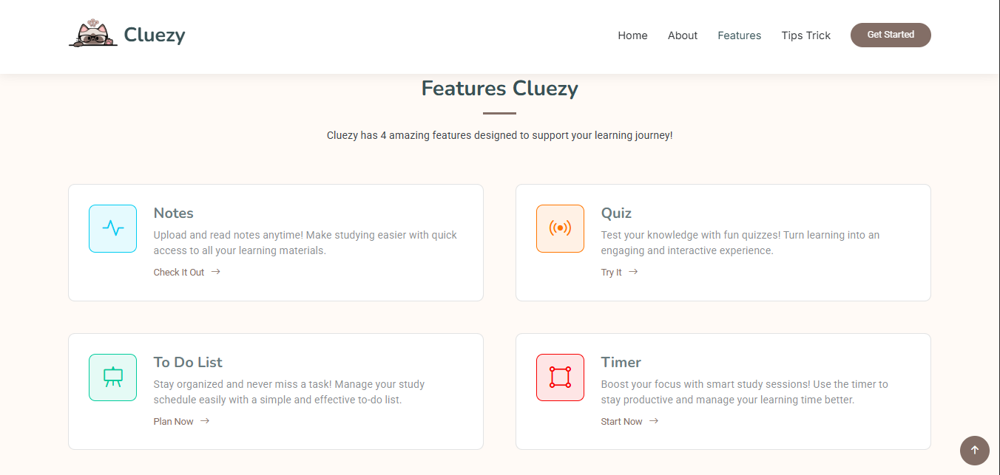 Cluezy
Home About Features Tips Trick Get Started
Features Cluezy
Cluezy has 4 amazing features designed to support your learning journey!
Notes
Upload and read notes anytime! Make studying easier with quick
access to all your learning materials.
Check It Out
Quiz
Test your knowledge with fun quizzes! Turn learning into an
engaging and interactive experience.
Try It
To Do List
Stay organized and never miss a task! Manage your study
schedule easily with a simple and effective to-do list.
Plan Now
Timer
Boost your focus with smart study sessions! Use the timer to
stay productive and manage your learning time better.
Start Now